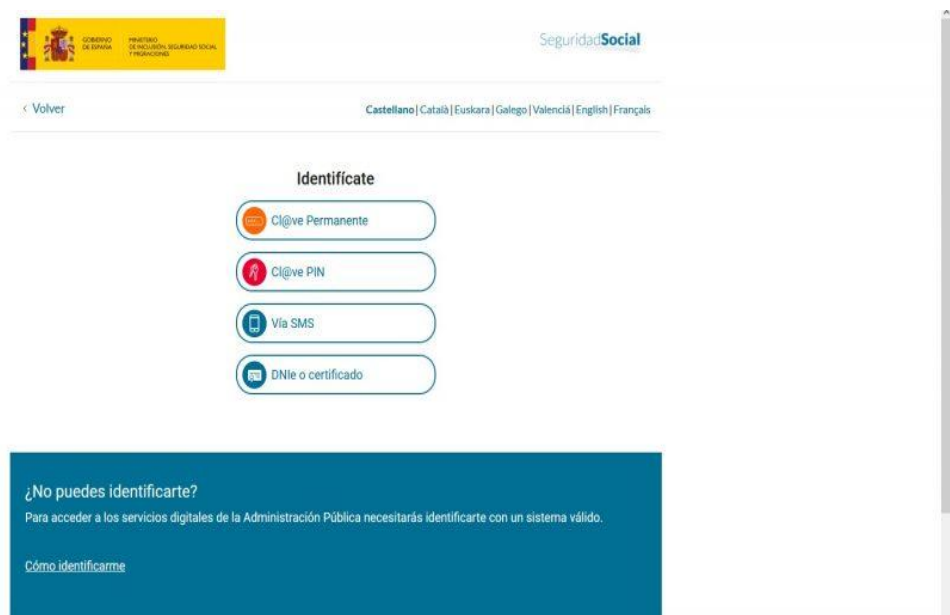 GOBIERNO
DE ESPAÑA
MINISTERIO
DE INCLUSIÓN, SEGURIDAD SOCIAL
Y MIGRACIONES
SeguridadSocial
‹ Volver
Castellano | Català | Euskara | Galego | Valencià | English | Français
Identifícate
Cl@ve Permanente
Cl@ve PIN
Vía SMS
DNIe o certificado
¿No puedes identificarte?
Para acceder a los servicios digitales de la Administración Pública necesitarás identificarte con un sistema válido.
Cómo identificarme